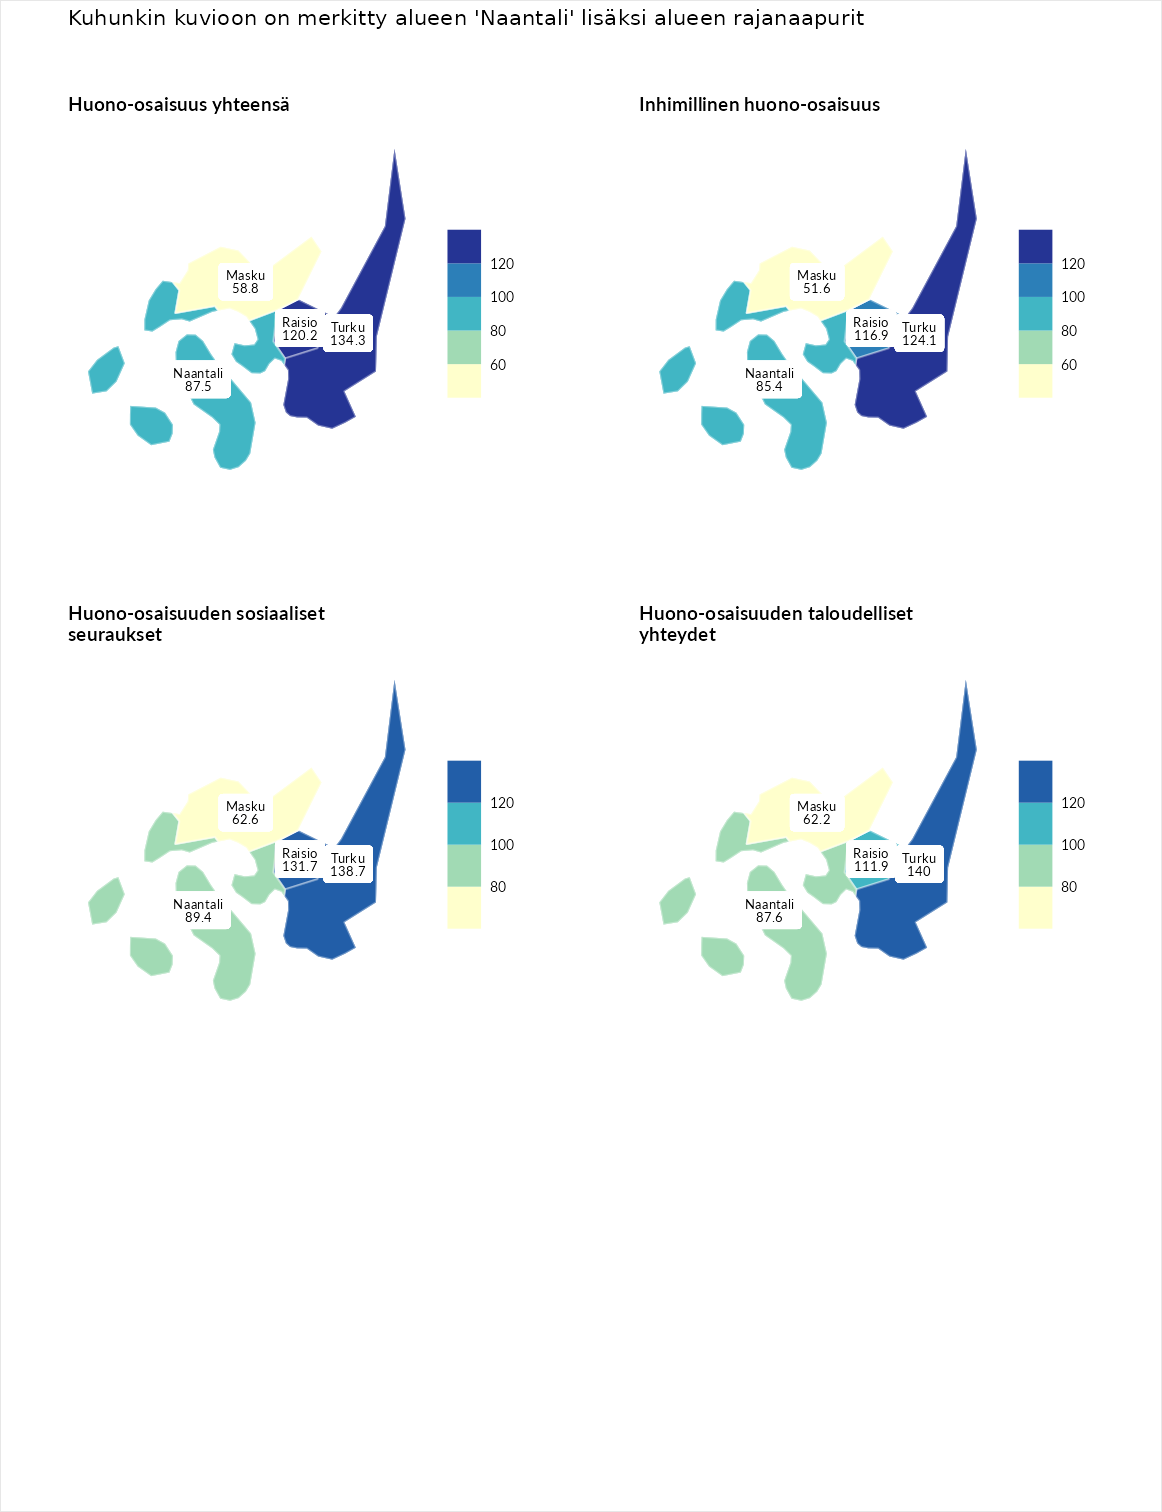 Kuhunkin kuvioon on merkitty alueen 'Naantali' lisäksi alueen rajanaapurit
Huono-osaisuus yhteensä
Masku
58.8
Raisio
120.2
Turku
134.3
Naantali
87.5
120
100
80
60
Inhimillinen huono-osaisuus
Masku
51.6
Raisio
116.9
Turku
124.1
Naantali
85.4
120
100
80
60
Huono-osaisuuden sosiaaliset
seuraukset
Masku
62.6
Raisio
131.7
Turku
138.7
Naantali
89.4
120
100
80
Huono-osaisuuden taloudelliset
yhteydet
Masku
62.2
Raisio
111.9
Turku
140
Naantali
87.6
120
100
80